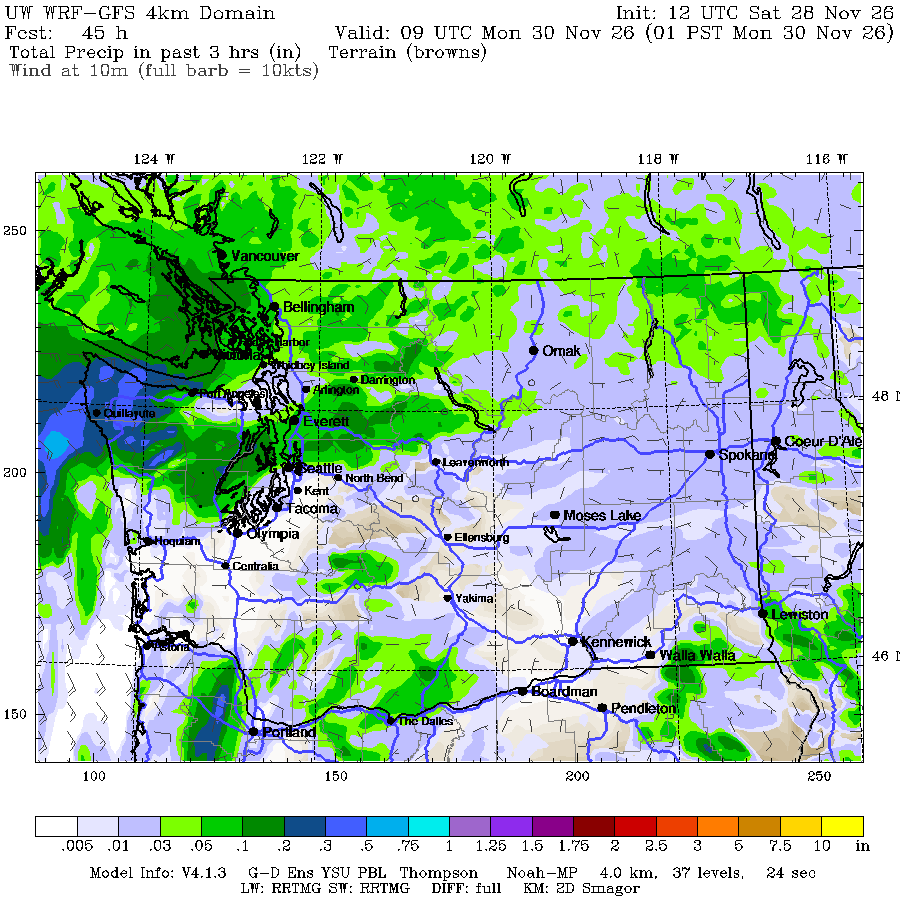 UW WRF-GFS 4km Domain Init: 12 UTC Sat 28 Nov 26
Fcst: 45 h Valid: 09 UTC Mon 30 Nov 26 (01 PST Mon 30 Nov 26)
Total Precip in past 3 hrs (in) Terrain (browns)
Wind at 10m (full barb = 10kts)
124 W 122 W 120 W 118 W 116 W
250
Vancouver
Bellingham
Harbor
Omak
Whidbey Island
Darrington
Arlington
Port Angeles
48 N
Quillayute
Everett
Coeur D'Alene
Spokane
Leavenworth
200
Seattle
North Bend
Kent
Tacoma
Moses Lake
Olympia
Ellensburg
Hoquiam
Centralia
Yakima
Lewiston
Kennewick
Astoria
Walla Walla
46 N
Boardman
Pendleton
150
The Dalles
Portland
100 150 200 250
.005 .01 .03 .05 .1 .2 .3 .5 .75 1 1.25 1.5 1.75 2 2.5 3 5 7.5 10 in
Model Info: V4.1.3 G-D Ens YSU PBL Thompson Noah-MP 4.0 km, 37 levels, 24 sec
LW: RRTMG SW: RRTMG DIFF: full KM: 2D Smagor